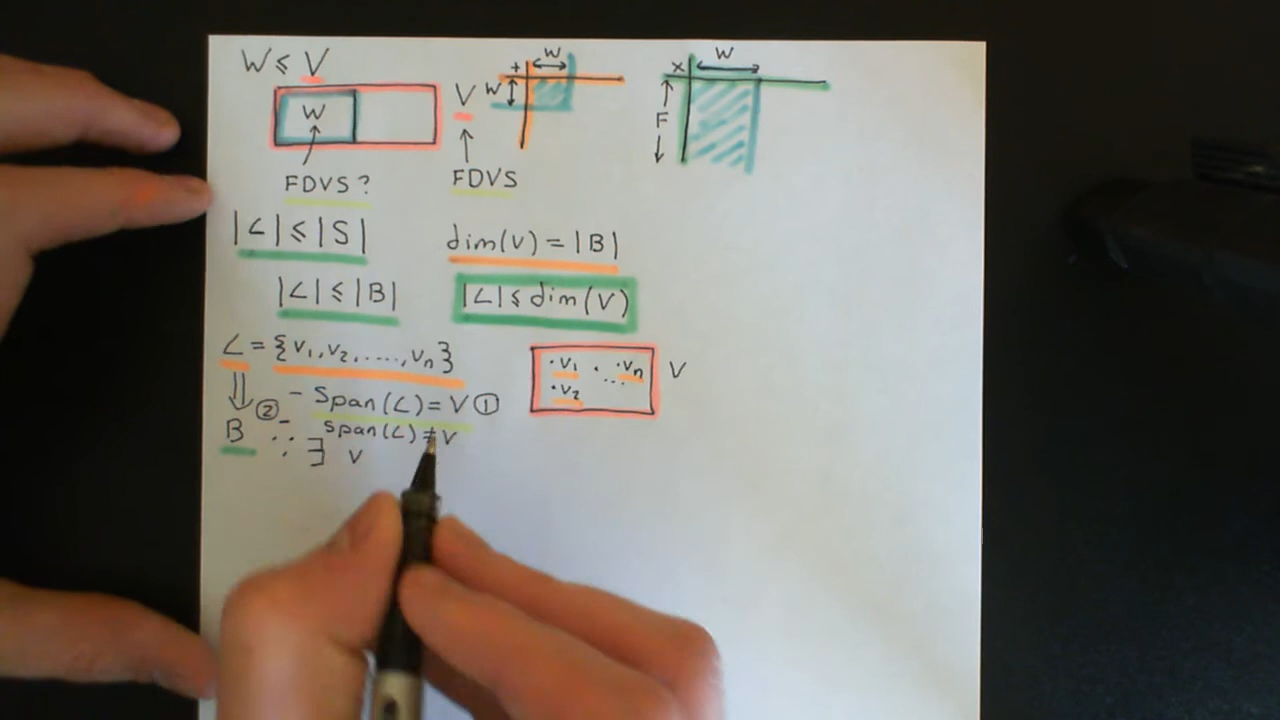 W ≤ V
W
V
FDVS?
FDVS
+
W
W
×
W
F
|L| ≤ |S|
dim(V) = |B|
|L| ≤ |B|
|L| ≤ dim(V)
L = {v1, v2, ...., vn}
⇓
- Span(L) = V ①
② - span(L) ≠ V
B
∴ ∃ v
·v1 · ·vn
·v2 ...
V